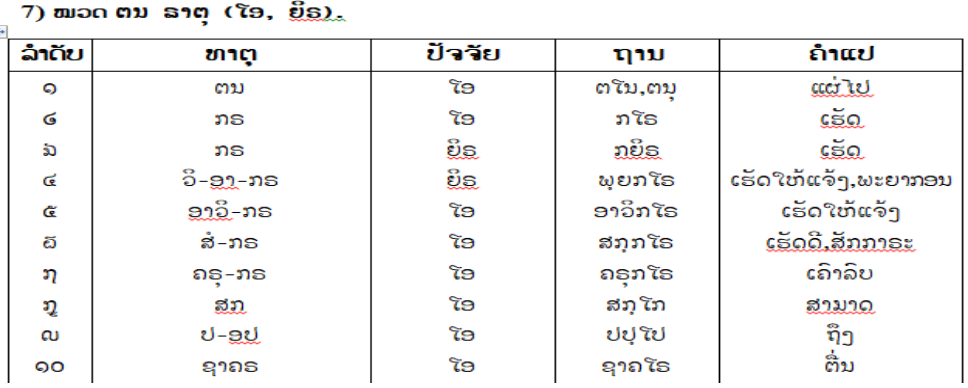 7) ໝວດ ຕນ ຣາຕຸ (ໂອ, ຍິຣ).
ລຳດັບ ທາຕຸ ປັຈຈັຍ ຖານ ຄຳແປ
໑ ຕນ ໂອ ຕໂນ,ຕນຸ ແຜ່ໄປ
໒ ກຣ ໂອ ກໂຣ ເຮັດ
໓ ກຣ ຍິຣ ກຍິຣ ເຮັດ
໔ ວິ-ອາ-ກຣ ຍິຣ ພ຺ຍກໂຣ ເຮັດໃຫ້ແຈ້ງ,ພະຍາກອນ
໕ ອາວິ-ກຣ ໂອ ອາວິກໂຣ ເຮັດໃຫ້ແຈ້ງ
໖ ສໍ-ກຣ ໂອ ສກ຺ກໂຣ ເຮັດດີ,ສັກກາຣະ
໗ ຄຣຸ-ກຣ ໂອ ຄຣຸກໂຣ ເຄົາລົບ
໘ ສກ ໂອ ສກ຺ໂກ ສາມາດ
໙ ປ-ອປ ໂອ ປປ຺ໂປ ຖຶງ
໑໐ ຊາຄຣ ໂອ ຊາຄໂຣ ຕື່ນ